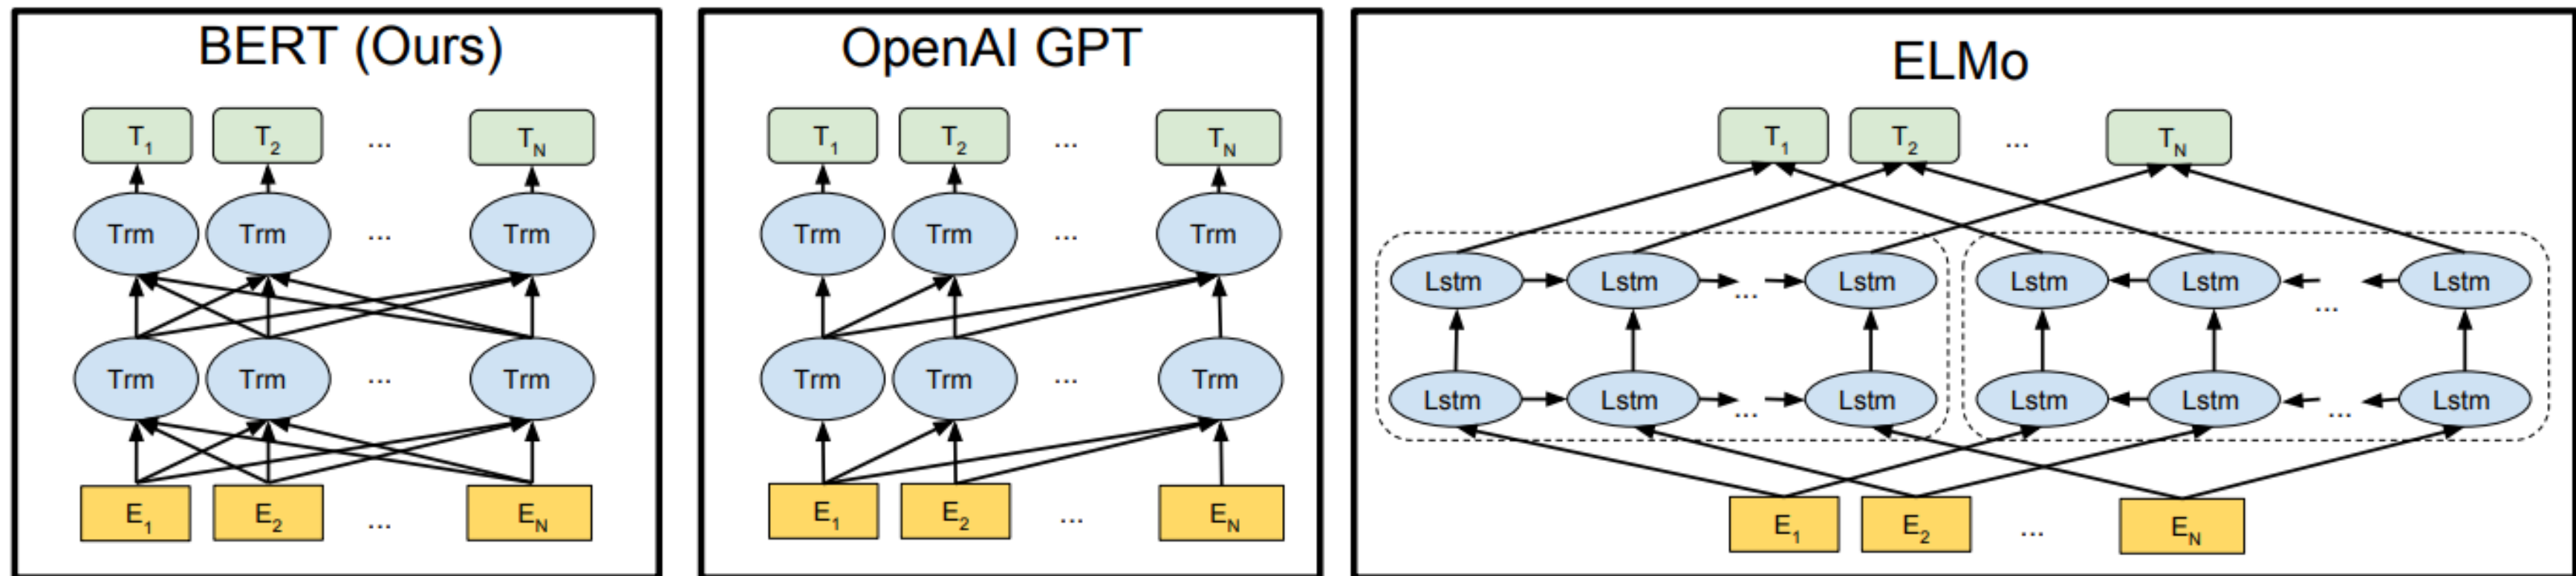 BERT (Ours)
T1 T2 ... TN
Trm Trm ... Trm
Trm Trm ... Trm
E1 E2 ... EN
OpenAI GPT
T1 T2 ... TN
Trm Trm ... Trm
Trm Trm ... Trm
E1 E2 ... EN
ELMo
T1 T2 ... TN
Lstm Lstm ... Lstm Lstm Lstm ... Lstm
Lstm Lstm ... Lstm Lstm Lstm ... Lstm
E1 E2 ... EN